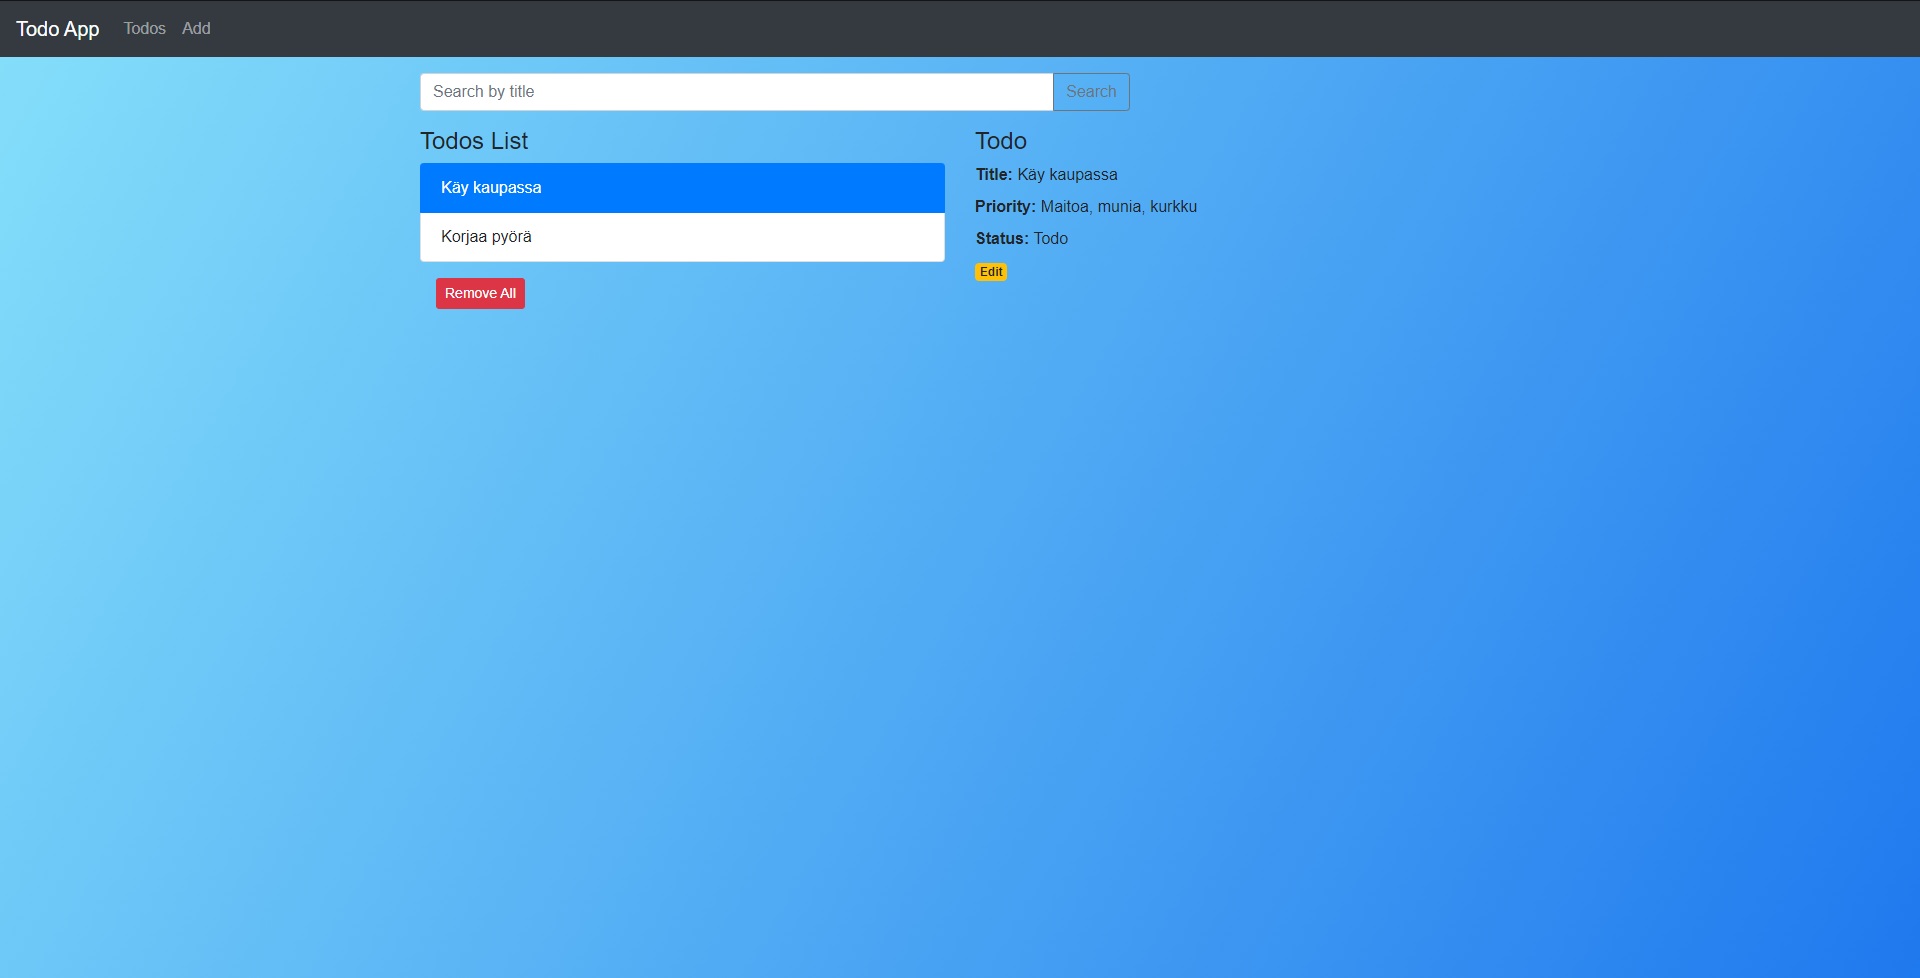 Todo App Todos Add
Search by title Search
Todos List
Käy kaupassa
Korjaa pyörä
Remove All
Todo
Title: Käy kaupassa
Priority: Maitoa, munia, kurkku
Status: Todo
Edit